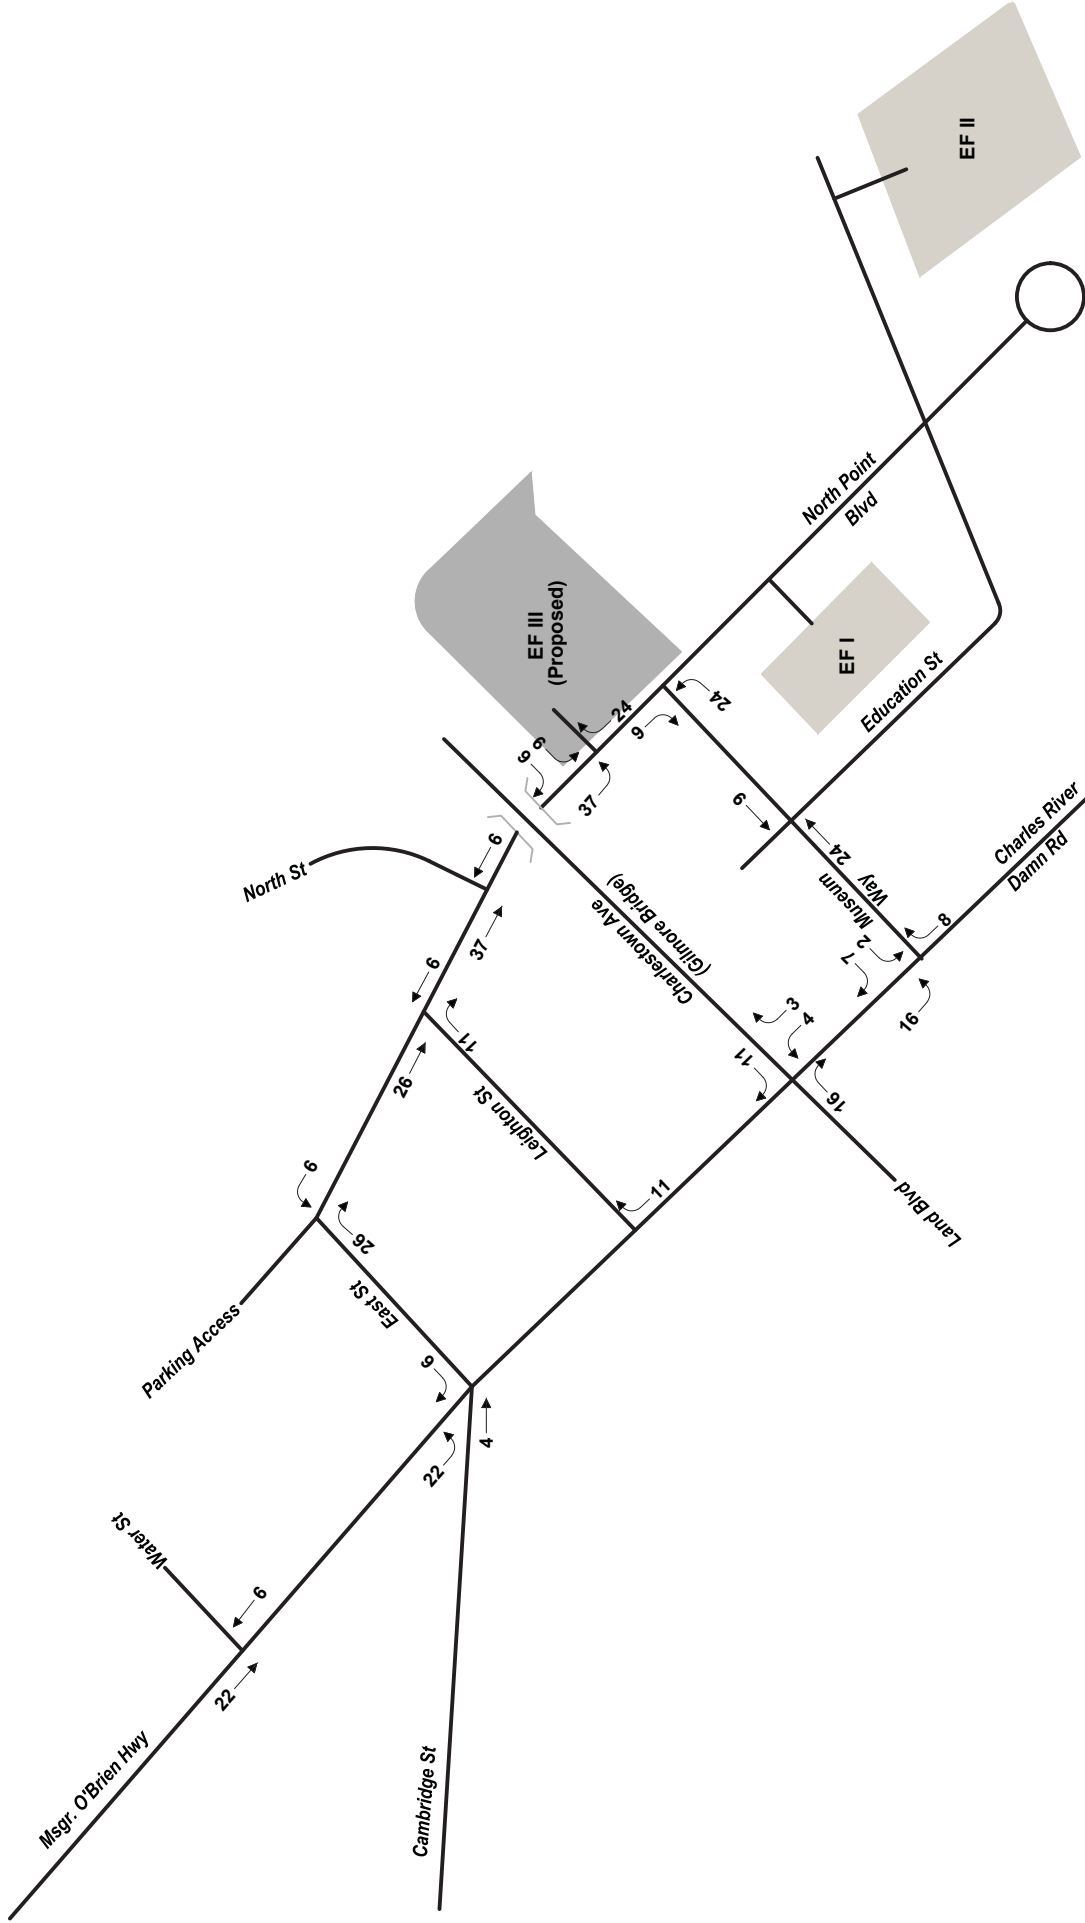 EF II
North Point
Blvd
EF III
(Proposed)
EF I
Education St
24
24
9
9
6
37
9
24
Museum
Way
Charles River
Damn Rd
North St
6
37
Charlestown Ave
(Gilmore Bridge)
8
2
7
16
6
11
26
3
4
11
16
Leighton St
Land Blvd
6
26
11
East St
Parking Access
6
22
4
Water St
6
22
Msgr. O'Brien Hwy
Cambridge St